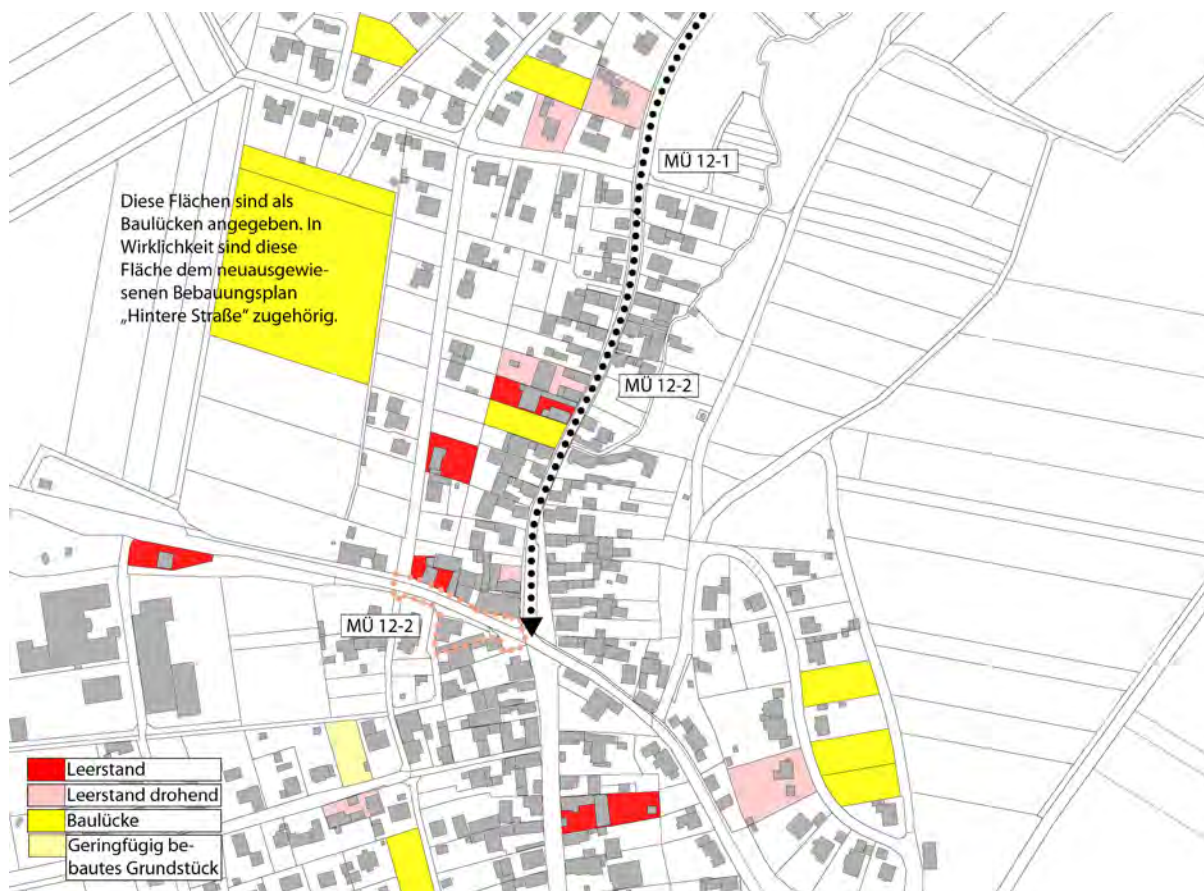 MÜ 12-1
Diese Flächen sind als
Baulücken angegeben. In
Wirklichkeit sind diese
Fläche dem neuausgewie-
senen Bebauungsplan
„Hintere Straße“ zugehörig.
MÜ 12-2
MÜ 12-2
Leerstand
Leerstand drohend
Baulücke
Geringfügig be-
bautes Grundstück